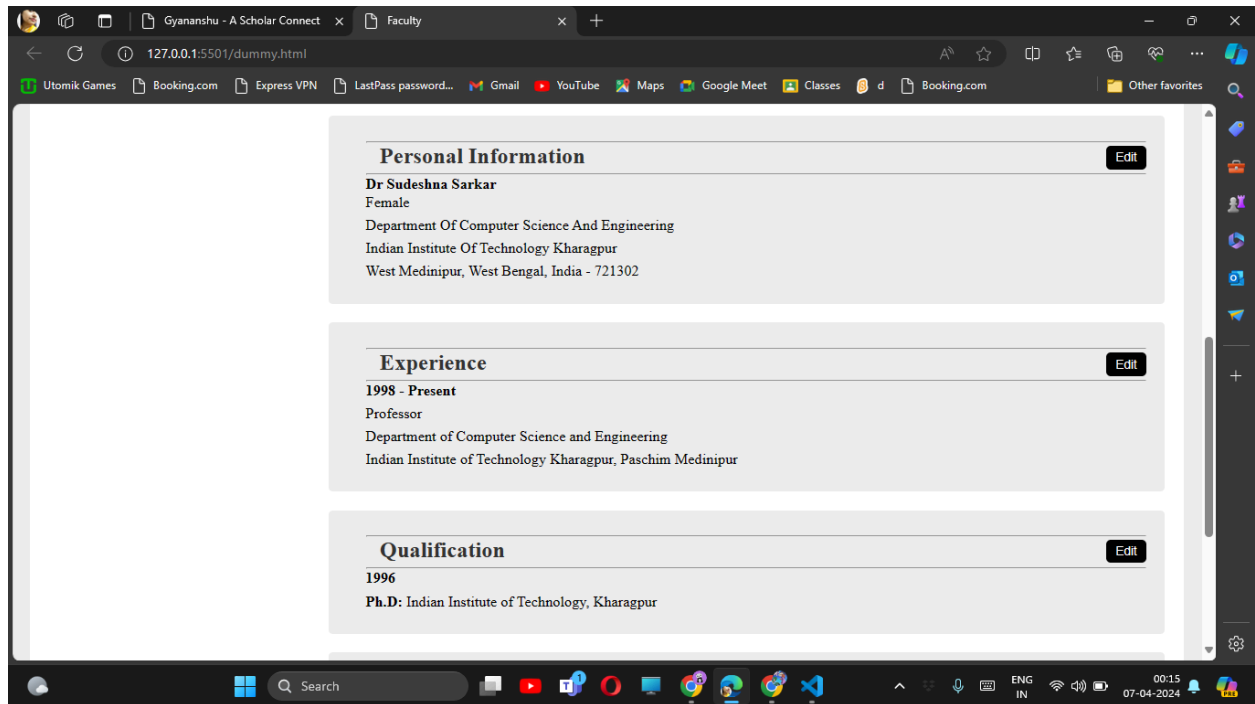 Gyananshu - A Scholar Connect
Faculty
127.0.0.1:5501/dummy.html
Utomik Games
Booking.com
Express VPN
LastPass password...
Gmail
YouTube
Maps
Google Meet
Classes
d
Booking.com
Other favorites
Personal Information
Edit
Dr Sudeshna Sarkar
Female
Department Of Computer Science And Engineering
Indian Institute Of Technology Kharagpur
West Medinipur, West Bengal, India - 721302
Experience
Edit
1998 - Present
Professor
Department of Computer Science and Engineering
Indian Institute of Technology Kharagpur, Paschim Medinipur
Qualification
Edit
1996
Ph.D: Indian Institute of Technology, Kharagpur
Search
ENG
IN
00:15
07-04-2024
PRE